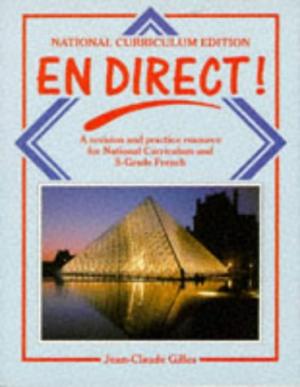 NATIONAL CURRICULUM EDITION
EN DIRECT!
A revision and practice resource
for National Curriculum and
S-Grade French
Jean-Claude Gilles